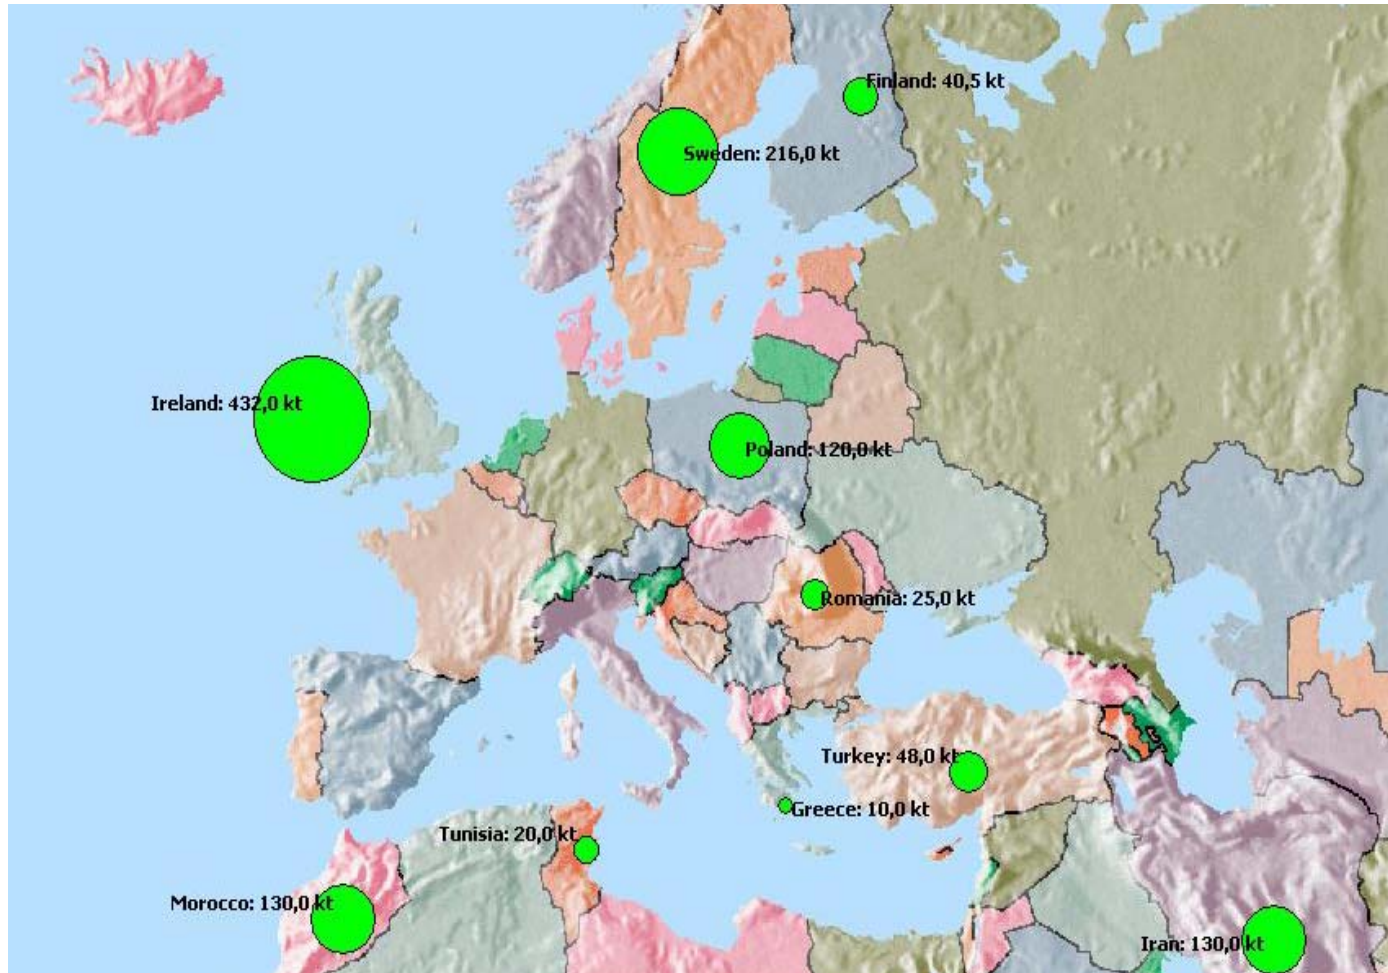 Finland: 40,5 kt
Sweden: 216,0 kt
Ireland: 432,0 kt
Poland: 120,0 kt
Romania: 25,0 kt
Turkey: 48,0 kt
Greece: 10,0 kt
Tunisia: 20,0 kt
Morocco: 130,0 kt
Iran: 130,0 kt